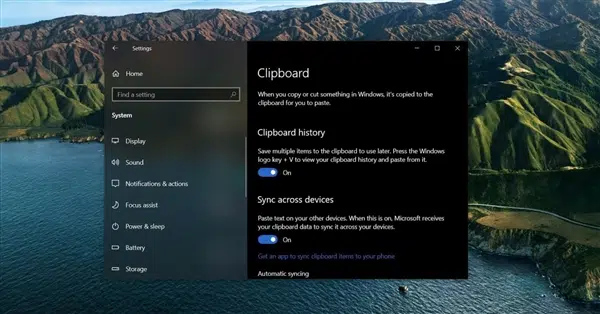 Settings
Home
Find a setting
System
Display
Sound
Notifications & actions
Focus assist
Power & sleep
Battery
Storage
Clipboard
When you copy or cut something in Windows, it's copied to the
clipboard for you to paste.
Clipboard history
Save multiple items to the clipboard to use later. Press the Windows
logo key + V to view your clipboard history and paste from it.
On
Sync across devices
Paste text on your other devices. When this is on, Microsoft receives
your clipboard data to sync it across your devices.
On
Get an app to sync clipboard items to your phone
Automatic syncing